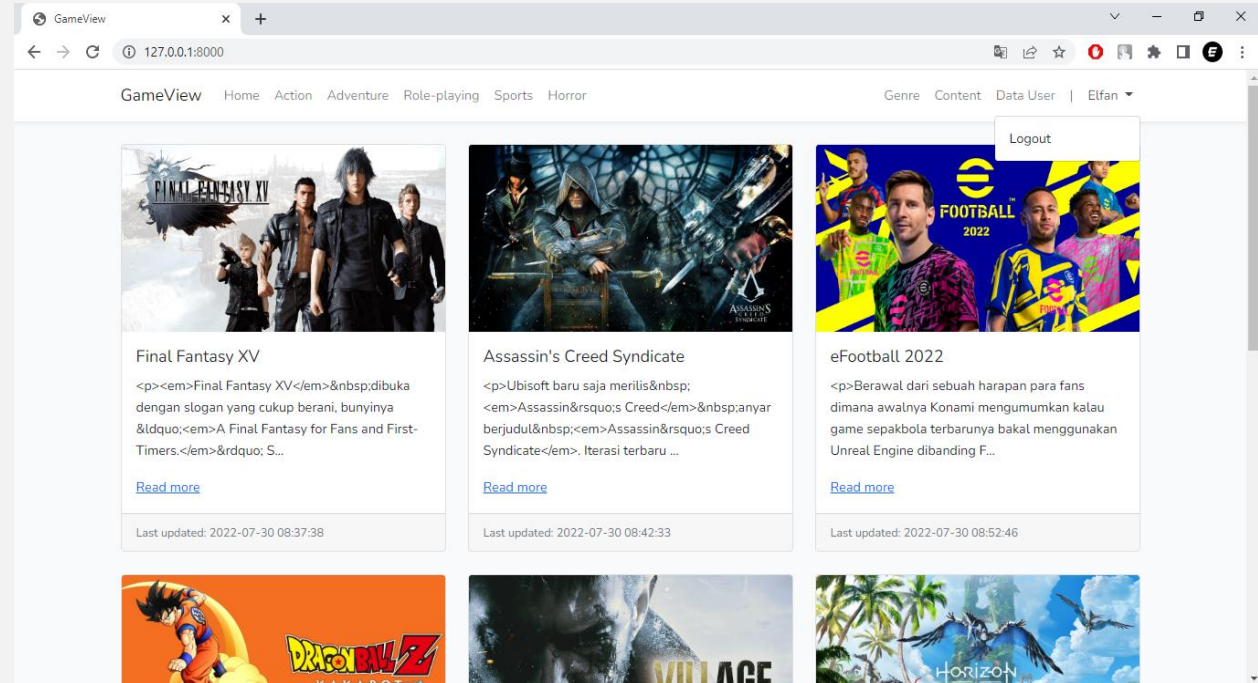 GameView
127.0.0.1:8000
GameView Home Action Adventure Role-playing Sports Horror Genre Content Data User | Elfan
Logout
FINAL FANTASY XV
ASSASSIN'S
CREED
SYNDICATE
FOOTBALL
2022
Final Fantasy XV
<p><em>Final Fantasy XV</em>&nbsp;dibuka
dengan slogan yang cukup berani, bunyinya
&ldquo;<em>A Final Fantasy for Fans and First-
Timers.</em>&rdquo; S...
Read more
Last updated: 2022-07-30 08:37:38
Assassin's Creed Syndicate
<p>Ubisoft baru saja merilis&nbsp;
<em>Assassin&rsquo;s Creed</em>&nbsp;anyar
berjudul&nbsp;<em>Assassin&rsquo;s Creed
Syndicate</em>. Iterasi terbaru ...
Read more
Last updated: 2022-07-30 08:42:33
eFootball 2022
<p>Berawal dari sebuah harapan para fans
dimana awalnya Konami mengumumkan kalau
game sepakbola terbarunya bakal menggunakan
Unreal Engine dibanding F...
Read more
Last updated: 2022-07-30 08:52:46
DRAGON BALL Z
KAKAROT
VILLAGE
HORIZON